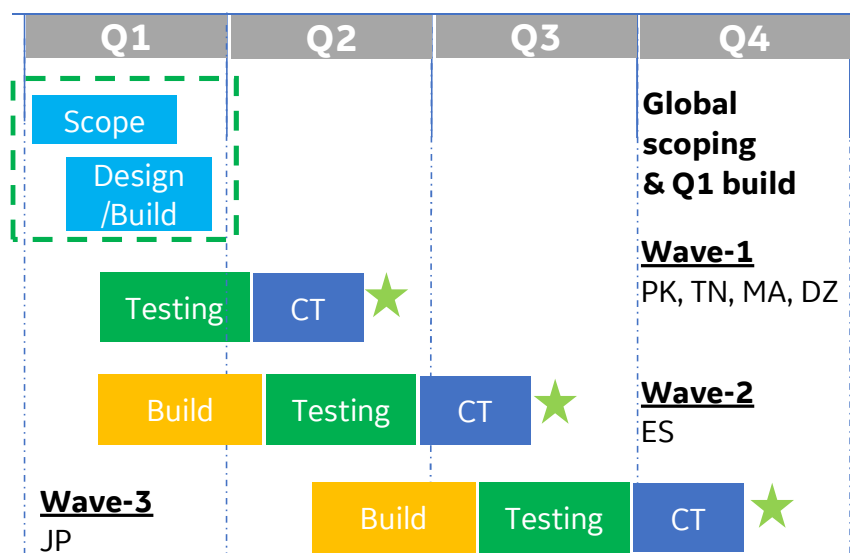 Q1 Q2 Q3 Q4
Scope
Design
/Build
Global
scoping
& Q1 build
Testing CT
Wave-1
PK, TN, MA, DZ
Build Testing CT
Wave-2
ES
Wave-3
JP
Build Testing CT